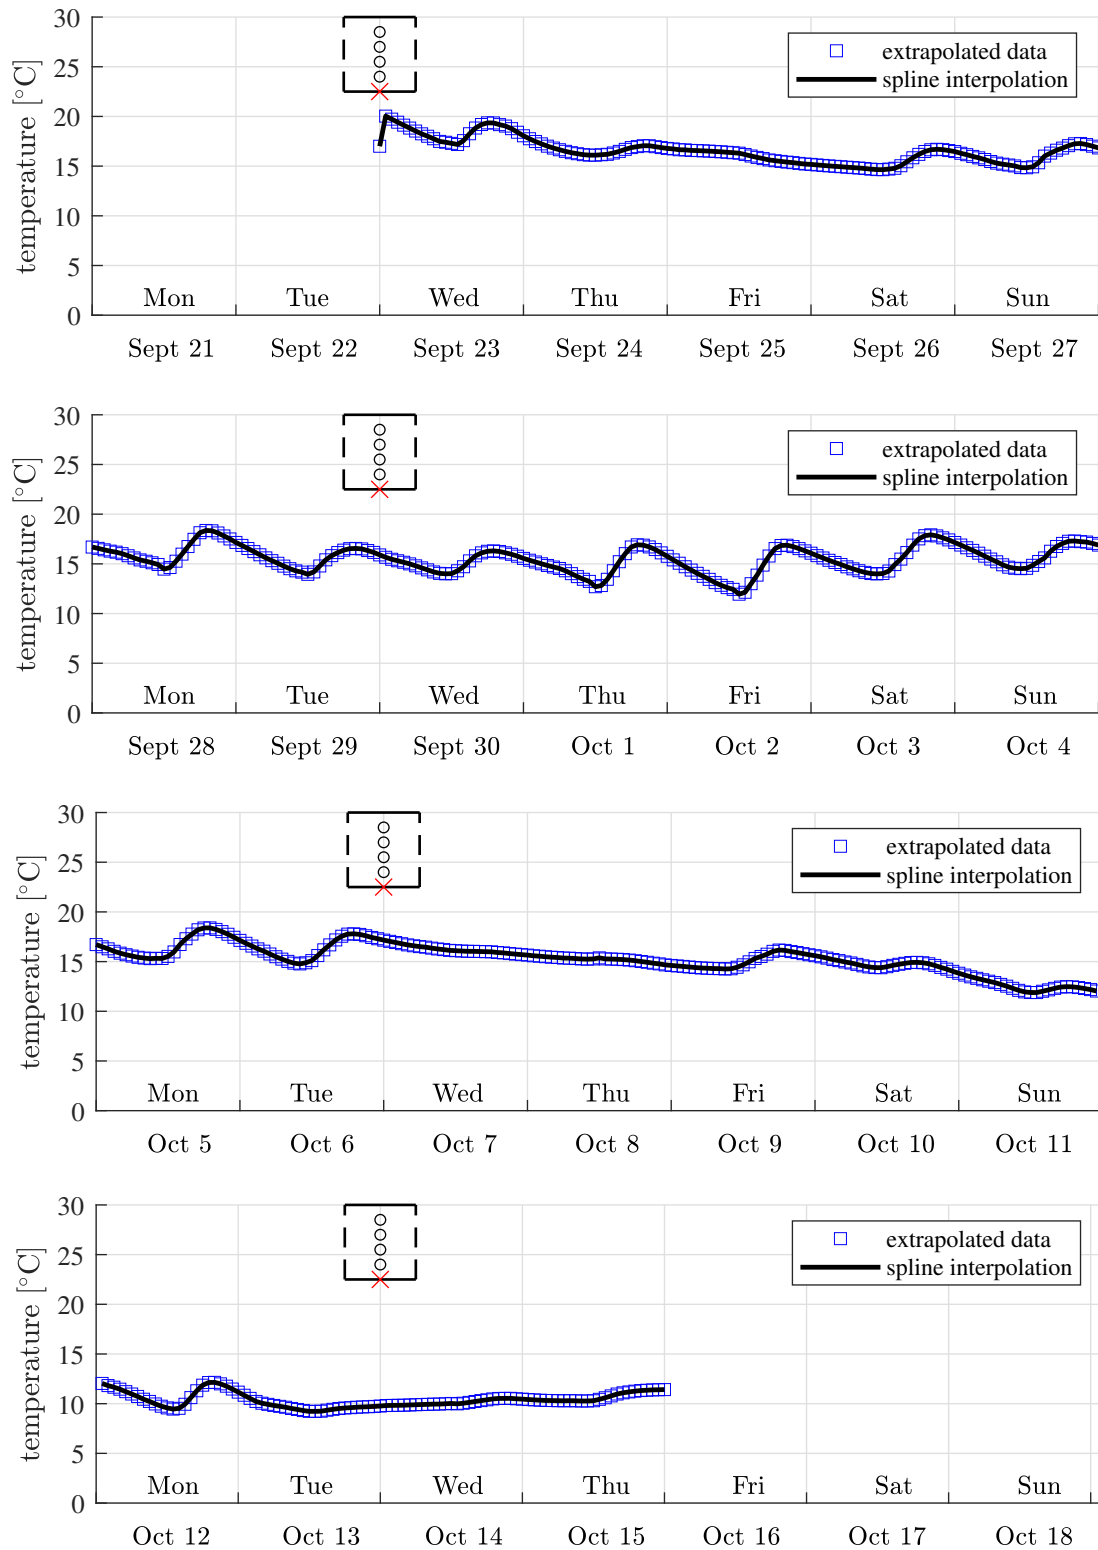 30
25
20
15
10
5
0
temperature [°C]
extrapolated data
spline interpolation
Mon Tue Wed Thu Fri Sat Sun
Sept 21 Sept 22 Sept 23 Sept 24 Sept 25 Sept 26 Sept 27
30
25
20
15
10
5
0
temperature [°C]
extrapolated data
spline interpolation
Mon Tue Wed Thu Fri Sat Sun
Sept 28 Sept 29 Sept 30 Oct 1 Oct 2 Oct 3 Oct 4
30
25
20
15
10
5
0
temperature [°C]
extrapolated data
spline interpolation
Mon Tue Wed Thu Fri Sat Sun
Oct 5 Oct 6 Oct 7 Oct 8 Oct 9 Oct 10 Oct 11
30
25
20
15
10
5
0
temperature [°C]
extrapolated data
spline interpolation
Mon Tue Wed Thu Fri Sat Sun
Oct 12 Oct 13 Oct 14 Oct 15 Oct 16 Oct 17 Oct 18